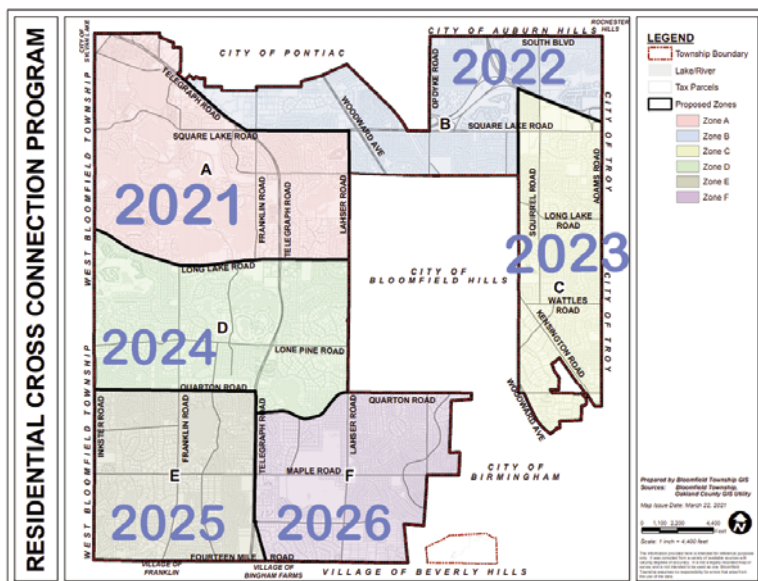 RESIDENTIAL CROSS CONNECTION PROGRAM
CITY OF
SYLVAN LAKE
CITY OF PONTIAC
CITY OF AUBURN HILLS
ROCHESTER
HILLS
SOUTH BLVD
2022
OPDYKE ROAD
TELEGRAPH ROAD
WOODWARD AVE
B
SQUARE LAKE ROAD
SQUARE LAKE ROAD
WEST BLOOMFIELD TOWNSHIP
A
2021
FRANKLIN ROAD
TELEGRAPH ROAD
LAHSER ROAD
CITY OF TROY
SQUIRREL ROAD
ADAMS ROAD
LONG LAKE
ROAD
2023
LONG LAKE ROAD
CITY OF
BLOOMFIELD HILLS
C
WATTLES
ROAD
KENSINGTON ROAD
CITY OF TROY
WOODWARD AVE
D
2024
LONE PINE ROAD
QUARTON ROAD
QUARTON ROAD
WEST BLOOMFIELD TOWNSHIP
INKSTER ROAD
FRANKLIN ROAD
TELEGRAPH ROAD
LAHSER ROAD
MAPLE ROAD
E
F
CITY OF
BIRMINGHAM
2025
2026
FOURTEEN MILE ROAD
VILLAGE OF
FRANKLIN
VILLAGE OF
BINGHAM FARMS
VILLAGE OF BEVERLY HILLS
LEGEND
Township Boundary
Lake/River
Tax Parcels
Proposed Zones
Zone A
Zone B
Zone C
Zone D
Zone E
Zone F
Prepared by Bloomfield Township GIS
Sources: Bloomfield Township,
Oakland County GIS Utility
Map Issue Date: March 22, 2021
0 1,100 2,200 4,400
Feet
Scale: 1 inch = 4,400 feet